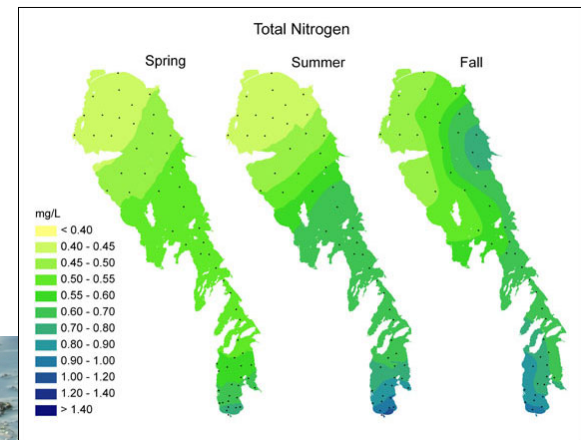 Total Nitrogen
Spring Summer Fall
mg/L
< 0.40
0.40 - 0.45
0.45 - 0.50
0.50 - 0.55
0.55 - 0.60
0.60 - 0.70
0.70 - 0.80
0.80 - 0.90
0.90 - 1.00
1.00 - 1.20
1.20 - 1.40
> 1.40